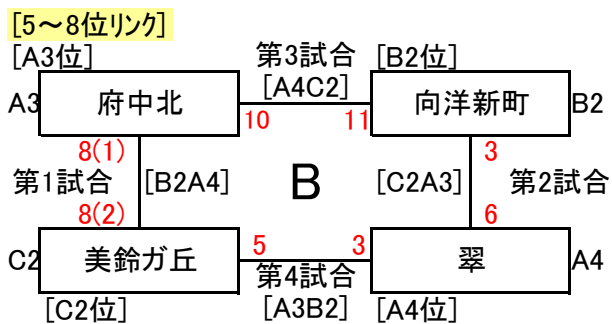 [5～8位リンク]
[A3位] 第3試合 [B2位]
A3 府中北 [A4C2] 向洋新町 B2
10 11
8(1) 3
第1試合 [B2A4] B [C2A3] 第2試合
8(2) 6
C2 美鈴ガ丘 5 3 翠 A4
第4試合
[C2位] [A3B2] [A4位]